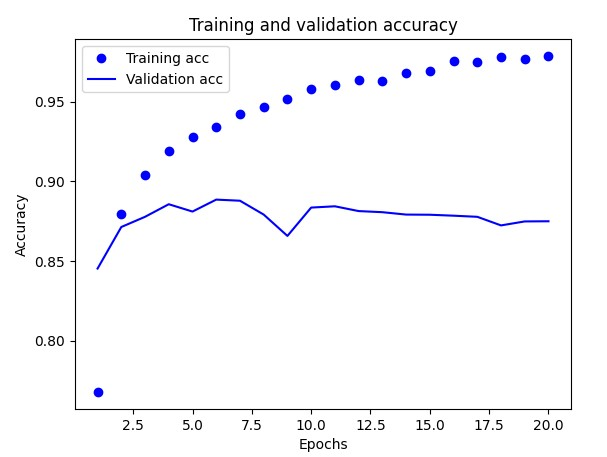 Training and validation accuracy
Training acc
Validation acc
0.95
0.90
0.85
0.80
Accuracy
2.5 5.0 7.5 10.0 12.5 15.0 17.5 20.0
Epochs